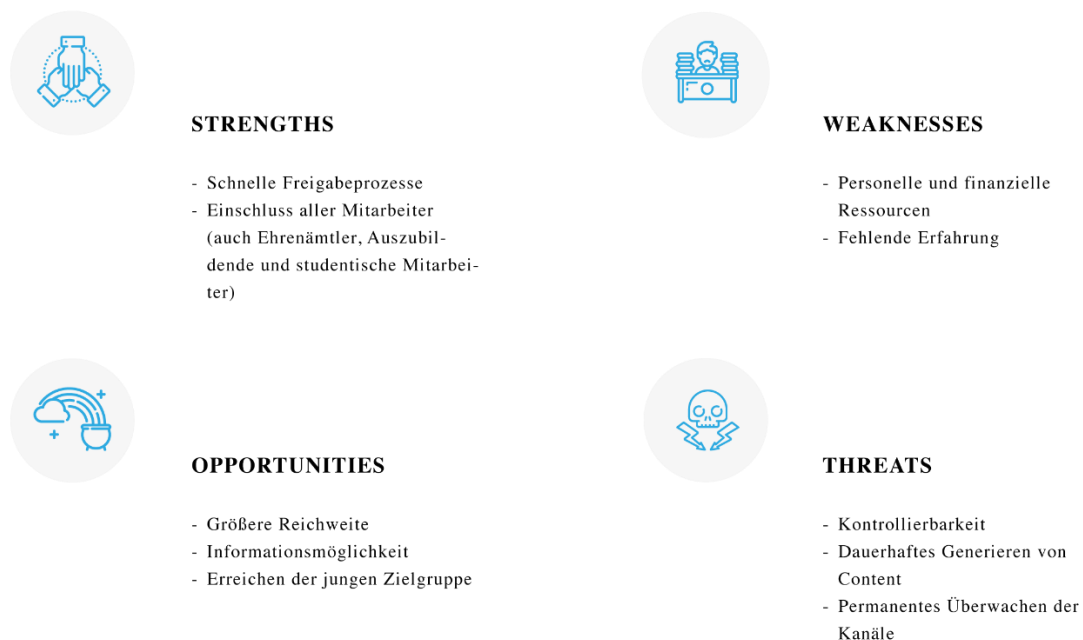 STRENGTHS
- Schnelle Freigabeprozesse
- Einschluss aller Mitarbeiter
(auch Ehrenämtler, Auszubil-
dende und studentische Mitarbei-
ter)
WEAKNESSES
- Personelle und finanzielle
Ressourcen
- Fehlende Erfahrung
OPPORTUNITIES
- Größere Reichweite
- Informationsmöglichkeit
- Erreichen der jungen Zielgruppe
THREATS
- Kontrollierbarkeit
- Dauerhaftes Generieren von
Content
- Permanentes Überwachen der
Kanäle